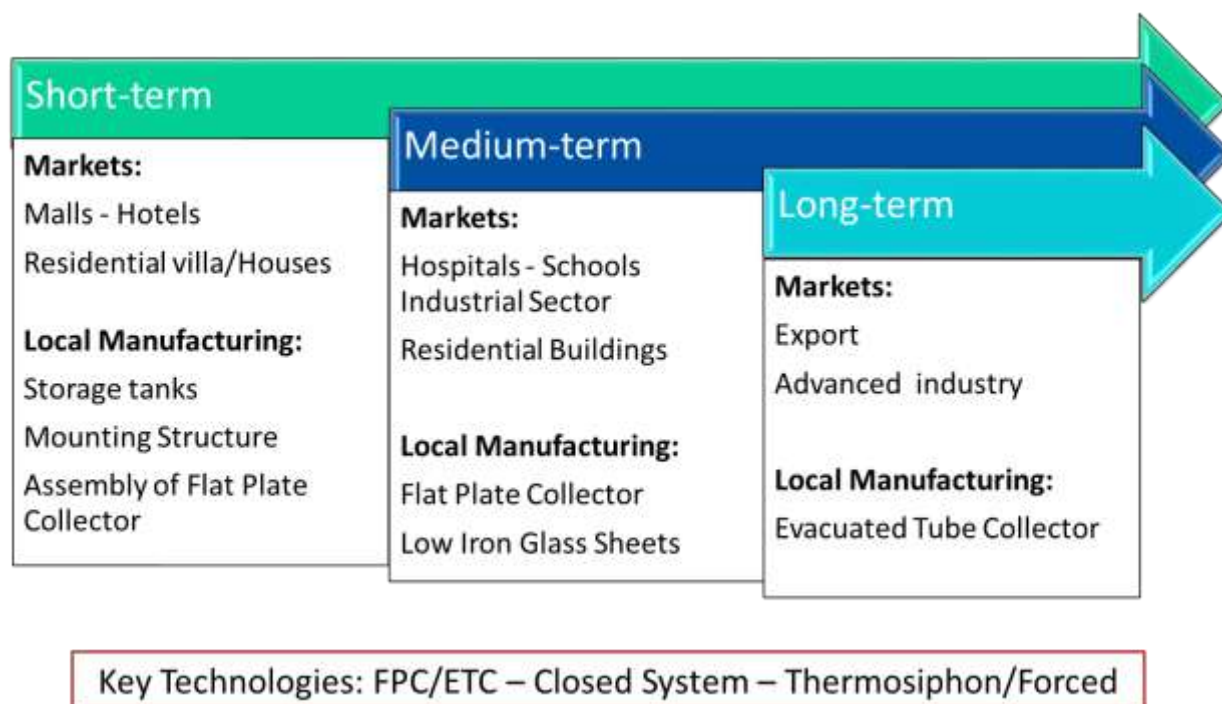 Short-term
Markets:
Malls - Hotels
Residential villa/Houses
Local Manufacturing:
Storage tanks
Mounting Structure
Assembly of Flat Plate
Collector
Medium-term
Markets:
Hospitals - Schools
Industrial Sector
Residential Buildings
Local Manufacturing:
Flat Plate Collector
Low Iron Glass Sheets
Long-term
Markets:
Export
Advanced  industry
Local Manufacturing:
Evacuated Tube Collector
Key Technologies: FPC/ETC – Closed System – Thermosiphon/Forced